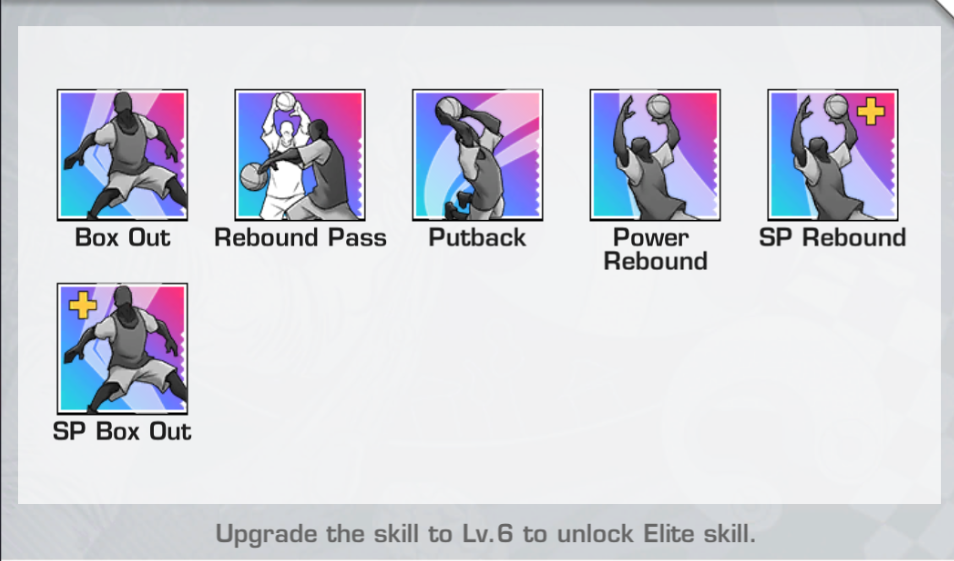 Box Out
Rebound Pass
Putback
Power
Rebound
SP Rebound
SP Box Out
Upgrade the skill to Lv.6 to unlock Elite skill.